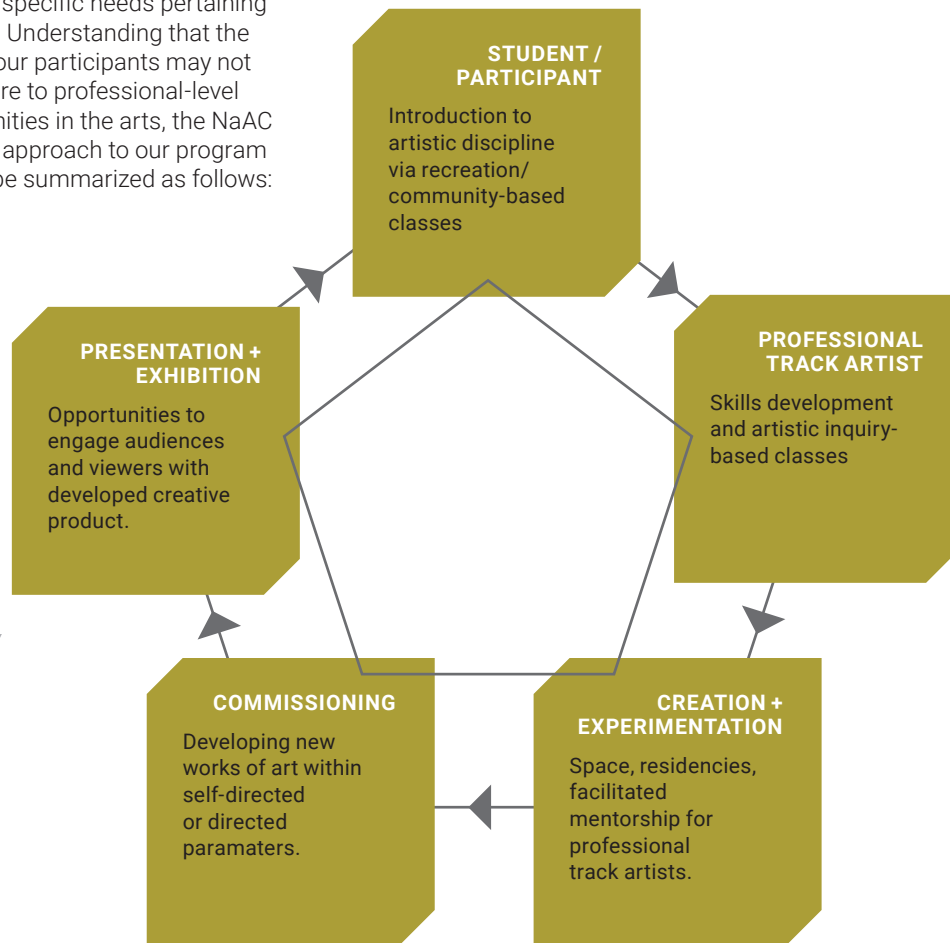 specific needs pertaining
Understanding that the
our participants may not
re to professional-level
nities in the arts, the NaAC
approach to our program
be summarized as follows:
STUDENT /
PARTICIPANT
Introduction to
artistic discipline
via recreation/
community-based
classes
PROFESSIONAL
TRACK ARTIST
Skills development
and artistic inquiry-
based classes
CREATION +
EXPERIMENTATION
Space, residencies,
facilitated
mentorship for
professional
track artists.
COMMISSIONING
Developing new
works of art within
self-directed
or directed
paramaters.
PRESENTATION +
EXHIBITION
Opportunities to
engage audiences
and viewers with
developed creative
product.